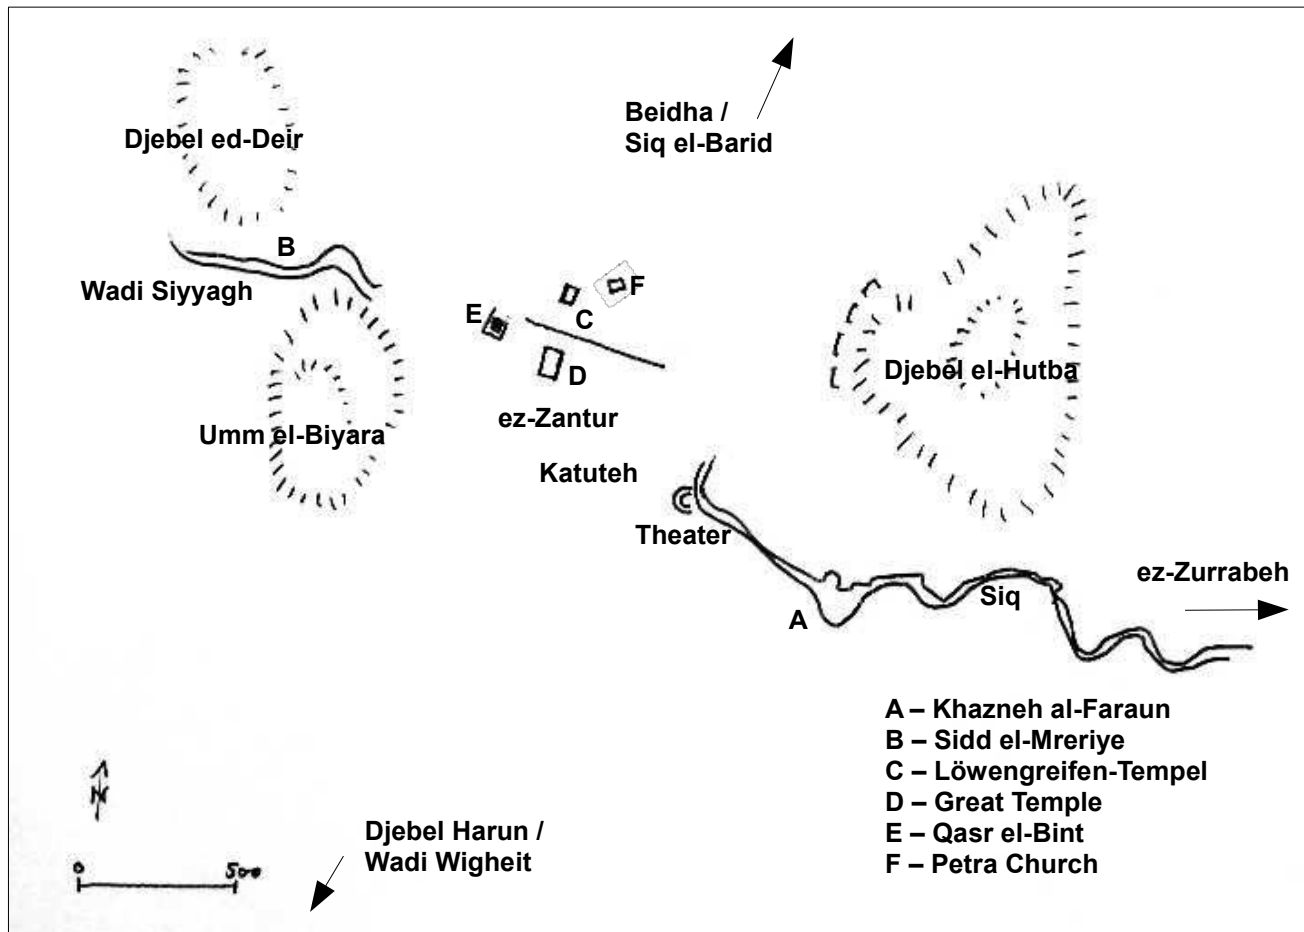 Beidha /
Siq el-Barid
Djebel ed-Deir
B
Wadi Siyyagh
F
C
E
D
Djebel el-Hutba
ez-Zantur
Umm el-Biyara
Katuteh
Theater
ez-Zurrabeh
Siq
A
A – Khazneh al-Faraun
B – Sidd el-Mreriye
C – Löwengreifen-Tempel
D – Great Temple
E – Qasr el-Bint
F – Petra Church
N
Djebel Harun /
Wadi Wigheit
0 500